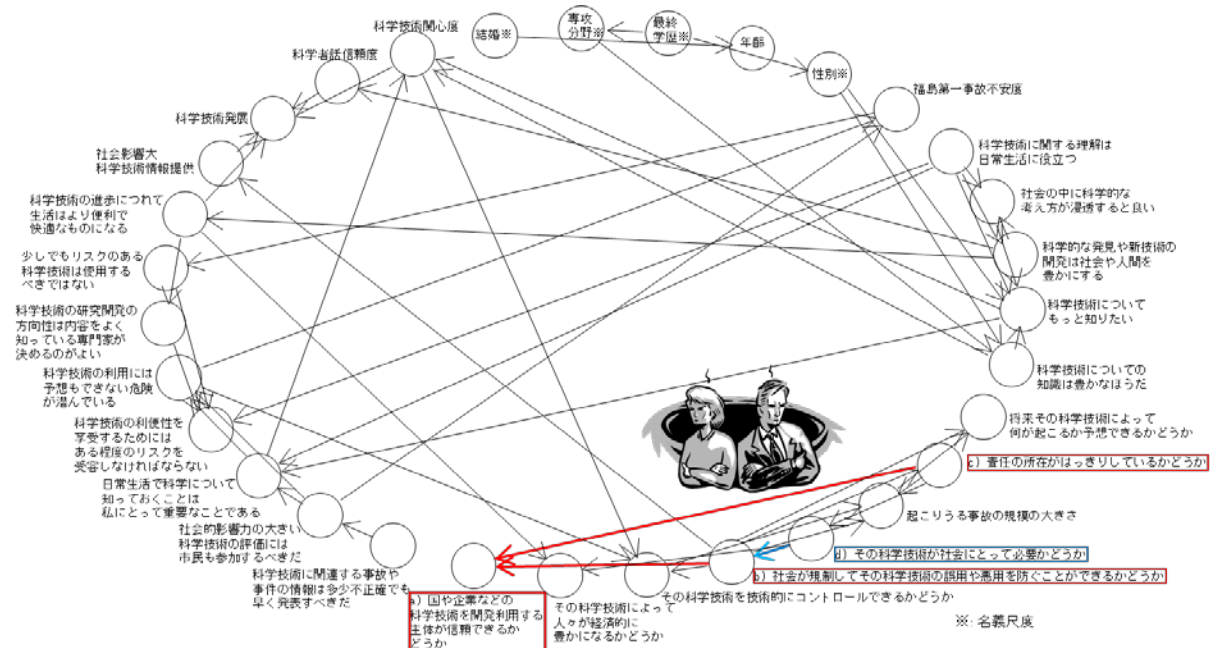 科学技術関心度
結婚※
専攻
分野※
最終
学歴※
年齢
性別※
科学者話信頼度
福島第一事故不安度
科学技術発展
科学技術に関する理解は
日常生活に役立つ
社会影響大
科学技術情報提供
社会の中に科学的な
考え方が浸透すると良い
科学技術の進歩につれて
生活はより便利で
快適なものになる
科学的な発見や新技術の
開発は社会や人間を
豊かにする
少しでもリスクのある
科学技術は使用する
べきではない
科学技術について
もっと知りたい
科学技術の研究開発の
方向性は内容をよく
知っている専門家が
決めるのがよい
科学技術の利用には
予想もできない危険
が潜んでいる
科学技術についての
知識は豊かなほうだ
科学技術の利便性を
享受するためには
ある程度のリスクを
受容しなければならない
将来その科学技術によって
何が起こるか予想できるかどうか
c）責任の所在がはっきりしているかどうか
日常生活で科学について
知っておくことは
私にとって重要なことである
起こりうる事故の規模の大きさ
社会的影響力の大きい
科学技術の評価には
市民も参加するべきだ
d）その科学技術が社会にとって必要かどうか
科学技術に関連する事故や
事件の情報は多少不正確でも
早く発表すべきだ
b）社会が規制してその科学技術の誤用や悪用を防ぐことができるかどうか
a）国や企業などの
科学技術を開発利用する
主体が信頼できるか
どうか
その科学技術によって
人々が経済的に
豊かになるかどうか
その科学技術を技術的にコントロールできるかどうか
※: 名義尺度